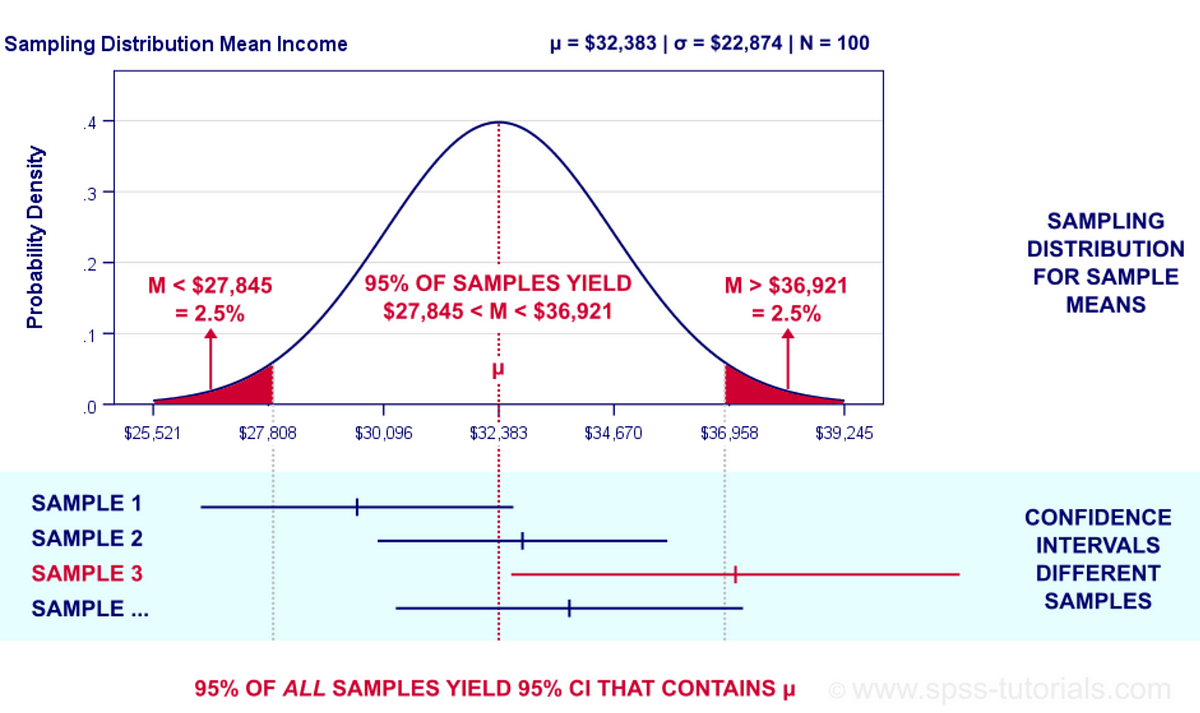 Sampling Distribution Mean Income
μ = $32,383 | σ = $22,874 | N = 100
Probability Density
.4
.3
.2
.1
.0
M < $27,845
= 2.5%
95% OF SAMPLES YIELD
$27,845 < M < $36,921
M > $36,921
= 2.5%
μ
$25,521
$27,808
$30,096
$32,383
$34,670
$36,958
$39,245
SAMPLING
DISTRIBUTION
FOR SAMPLE
MEANS
SAMPLE 1
SAMPLE 2
SAMPLE 3
SAMPLE ...
CONFIDENCE
INTERVALS
DIFFERENT
SAMPLES
95% OF ALL SAMPLES YIELD 95% CI THAT CONTAINS μ
© www.spss-tutorials.com